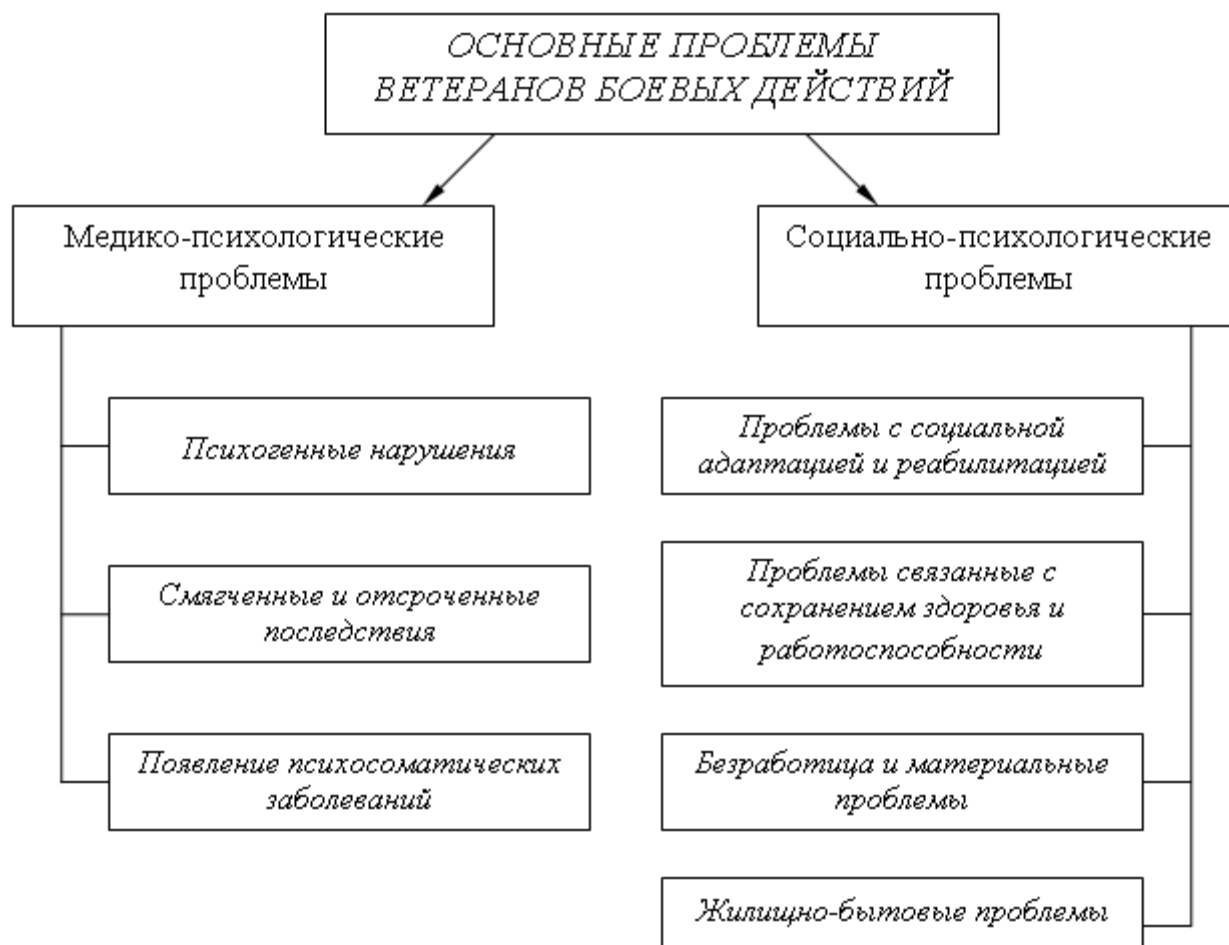 ОСНОВНЫЕ ПРОБЛЕМЫ
ВЕТЕРАНОВ БОЕВЫХ ДЕЙСТВИЙ
Медико-психологические
проблемы
Психогенные нарушения
Смягченные и отсроченные
последствия
Появление психосоматических
заболеваний
Социально-психологические
проблемы
Проблемы с социальной
адаптацией и реабилитацией
Проблемы связанные с
сохранением здоровья и
работоспособности
Безработица и материальные
проблемы
Жилищно-бытовые проблемы